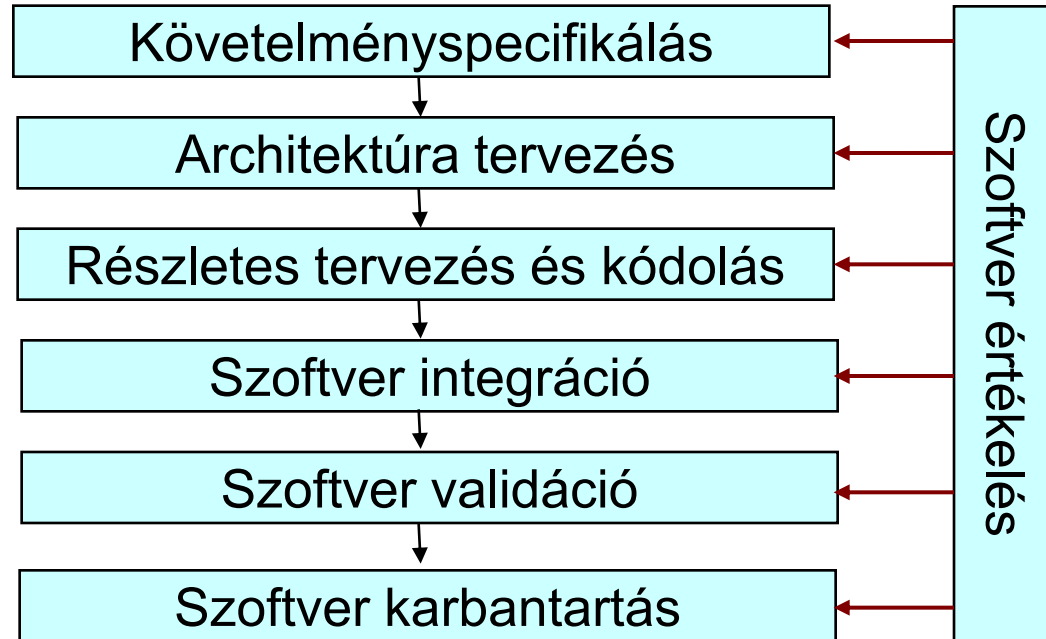 Követelményspecifikálás
Architektúra tervezés
Részletes tervezés és kódolás
Szoftver integráció
Szoftver validáció
Szoftver karbantartás
Szoftver értékelés